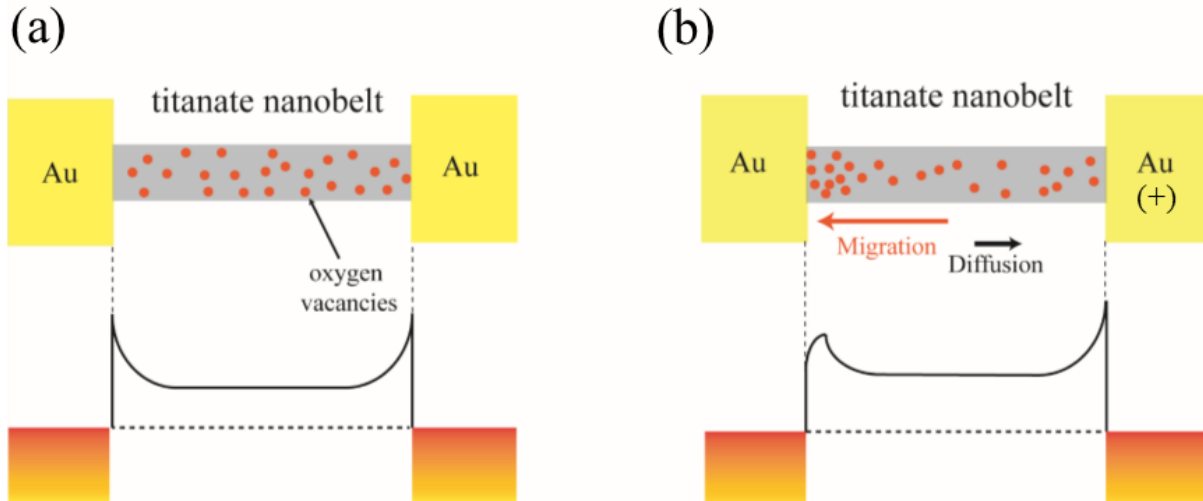 (a)
titanate nanobelt
Au
Au
oxygen
vacancies
(b)
titanate nanobelt
Au
Au
(+)
Migration
Diffusion